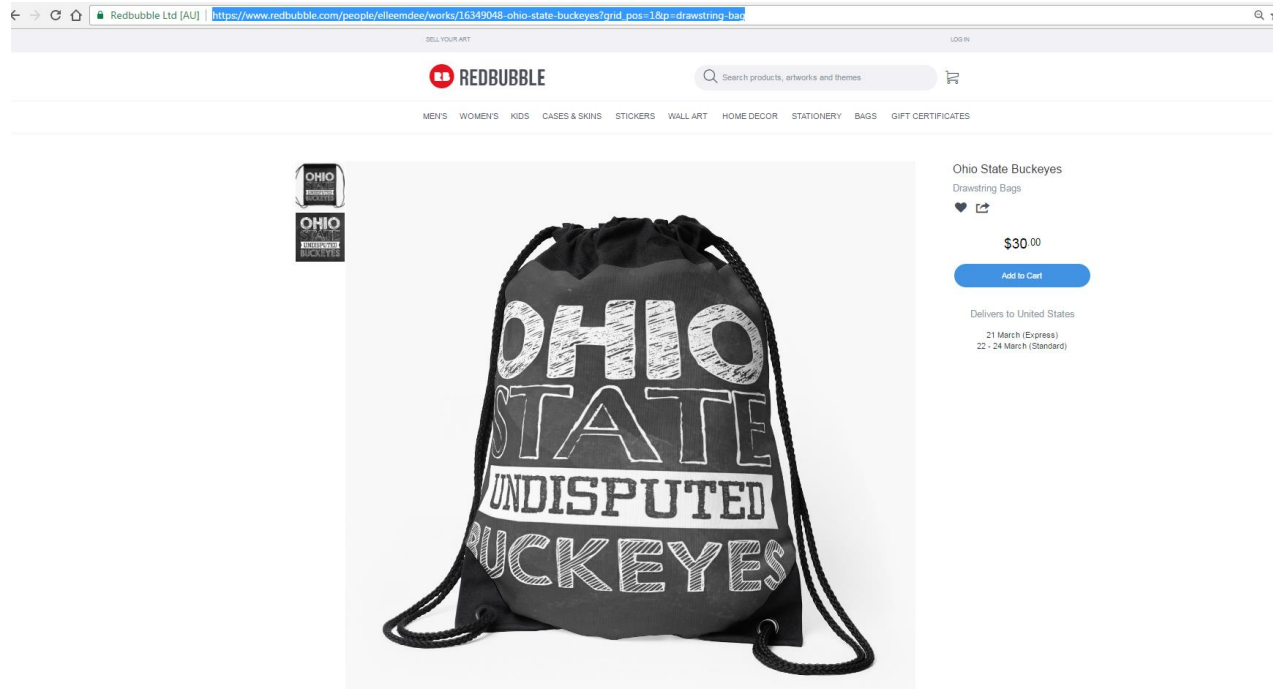 Redbubble Ltd [AU] | https://www.redbubble.com/people/elleemdee/works/16349048-ohio-state-buckeyes?grid_pos=1&p=drawstring-bag
SELL YOUR ART LOG IN
RB REDBUBBLE Search products, artworks and themes
MEN'S WOMEN'S KIDS CASES & SKINS STICKERS WALL ART HOME DECOR STATIONERY BAGS GIFT CERTIFICATES
OHIO
STATE
UNDISPUTED
BUCKEYES
OHIO
STATE
UNDISPUTED
BUCKEYES
OHIO
STATE
UNDISPUTED
BUCKEYES
Ohio State Buckeyes
Drawstring Bags
$30.00
Add to Cart
Delivers to United States
21 March (Express)
22 - 24 March (Standard)